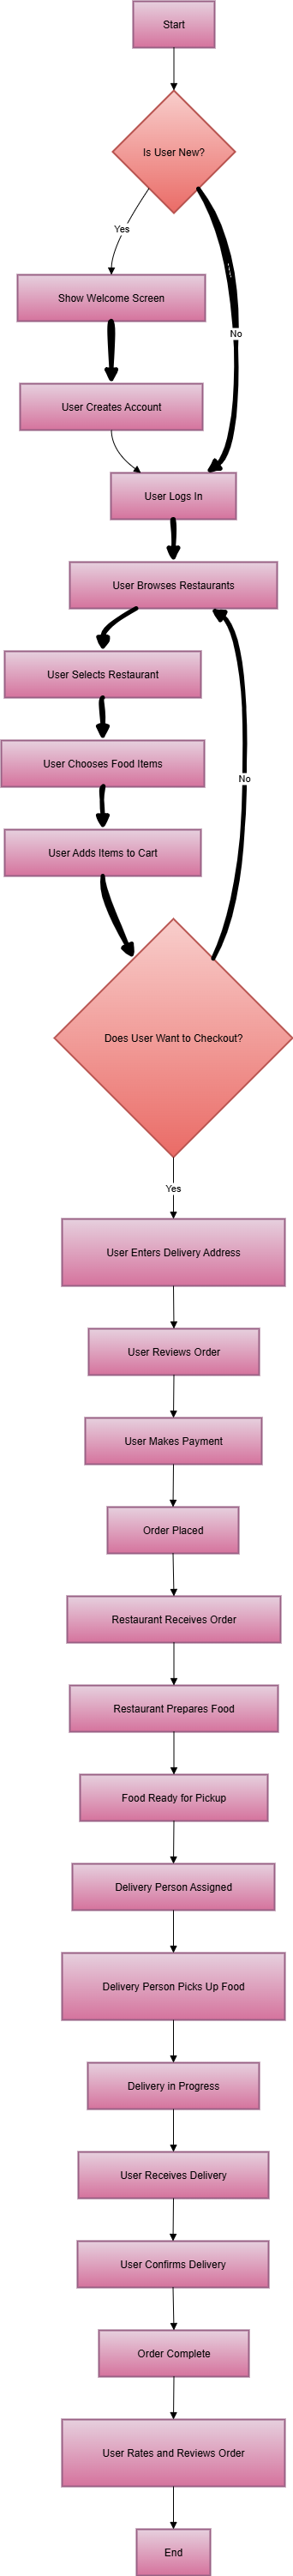 Start
Is User New?
Yes
Show Welcome Screen
No
User Creates Account
User Logs In
User Browses Restaurants
User Selects Restaurant
User Chooses Food Items
No
User Adds Items to Cart
Does User Want to Checkout?
Yes
User Enters Delivery Address
User Reviews Order
User Makes Payment
Order Placed
Restaurant Receives Order
Restaurant Prepares Food
Food Ready for Pickup
Delivery Person Assigned
Delivery Person Picks Up Food
Delivery in Progress
User Receives Delivery
User Confirms Delivery
Order Complete
User Rates and Reviews Order
End